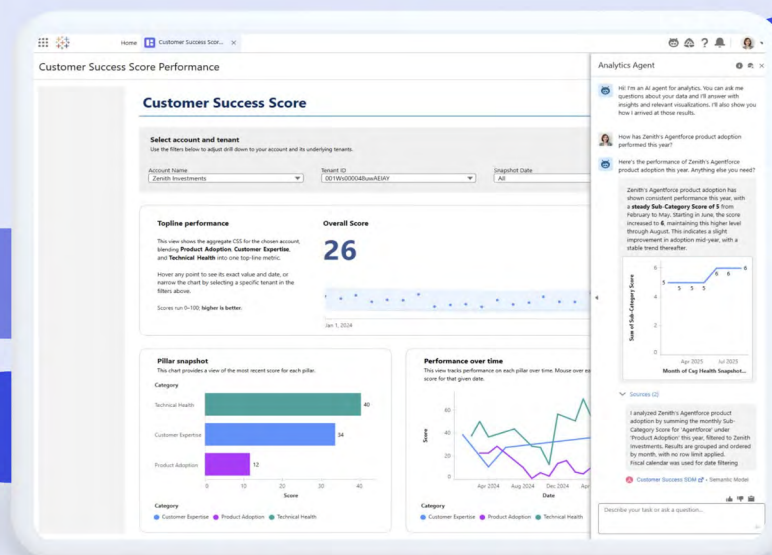 Home
Customer Success Scor...
Customer Success Score Performance
Customer Success Score
Select account and tenant
Use the filters below to adjust drill down to your account and its underlying tenants.
Account Name
Tenant ID
Snapshot Date
Zenith Investments
All
Topline performance
This view shows the aggregate CSS for the chosen account,
blending Product Adoption, Customer Expertise,
and Technical Health into one top-line metric.
Hover any point to see its exact value and date, or
narrow the chart by selecting a specific tenant in the
filters above.
Scores run 0–100; higher is better.
Overall Score
26
Jan 1, 2024
Pillar snapshot
This chart provides a view of the most recent score for each pillar.
Category
Technical Health
40
Customer Expertise
34
Product Adoption
12
0 10 20 30 40
Score
Category
Customer Expertise Product Adoption Technical Health
Performance over time
This view tracks performance on each pillar over time. Mouse over ea
score for that given date.
Score
60
40
20
0
Apr 2024 Aug 2024 Dec 2024 Apr
Date
Category
Customer Expertise Product Adoption Technical Health
Analytics Agent
Hi! I'm an AI agent for analytics. You can ask me
questions about your data and I'll answer with
insights and relevant visualizations. I'll also show you
how I arrived at those results.
How has Zenith's Agentforce product adoption
performed this year?
Here's the performance of Zenith's Agentforce
product adoption this year. Anything else you need?
Zenith's Agentforce product adoption has
shown consistent performance this year, with
a steady Sub-Category Score of 5 from
February to May. Starting in June, the score
increased to 6, maintaining this higher level
through August. This indicates a slight
improvement in adoption mid-year, with a
stable trend thereafter.
Sum of Sub-Category Score
6
4
2
0
5 5 5 5 6 6 6
Apr 2025 Jul 2025
Month of Csg Health Snapshot...
Sources (2)
I analyzed Zenith's Agentforce product
adoption by summing the monthly Sub-
Category Score for 'Agentforce' under
'Product Adoption' this year, filtered to Zenith
Investments. Results are grouped and ordered
by month, with no row limit applied.
Fiscal calendar was used for date filtering
Customer Success SDM - Semantic Model
Describe your task or ask a question...